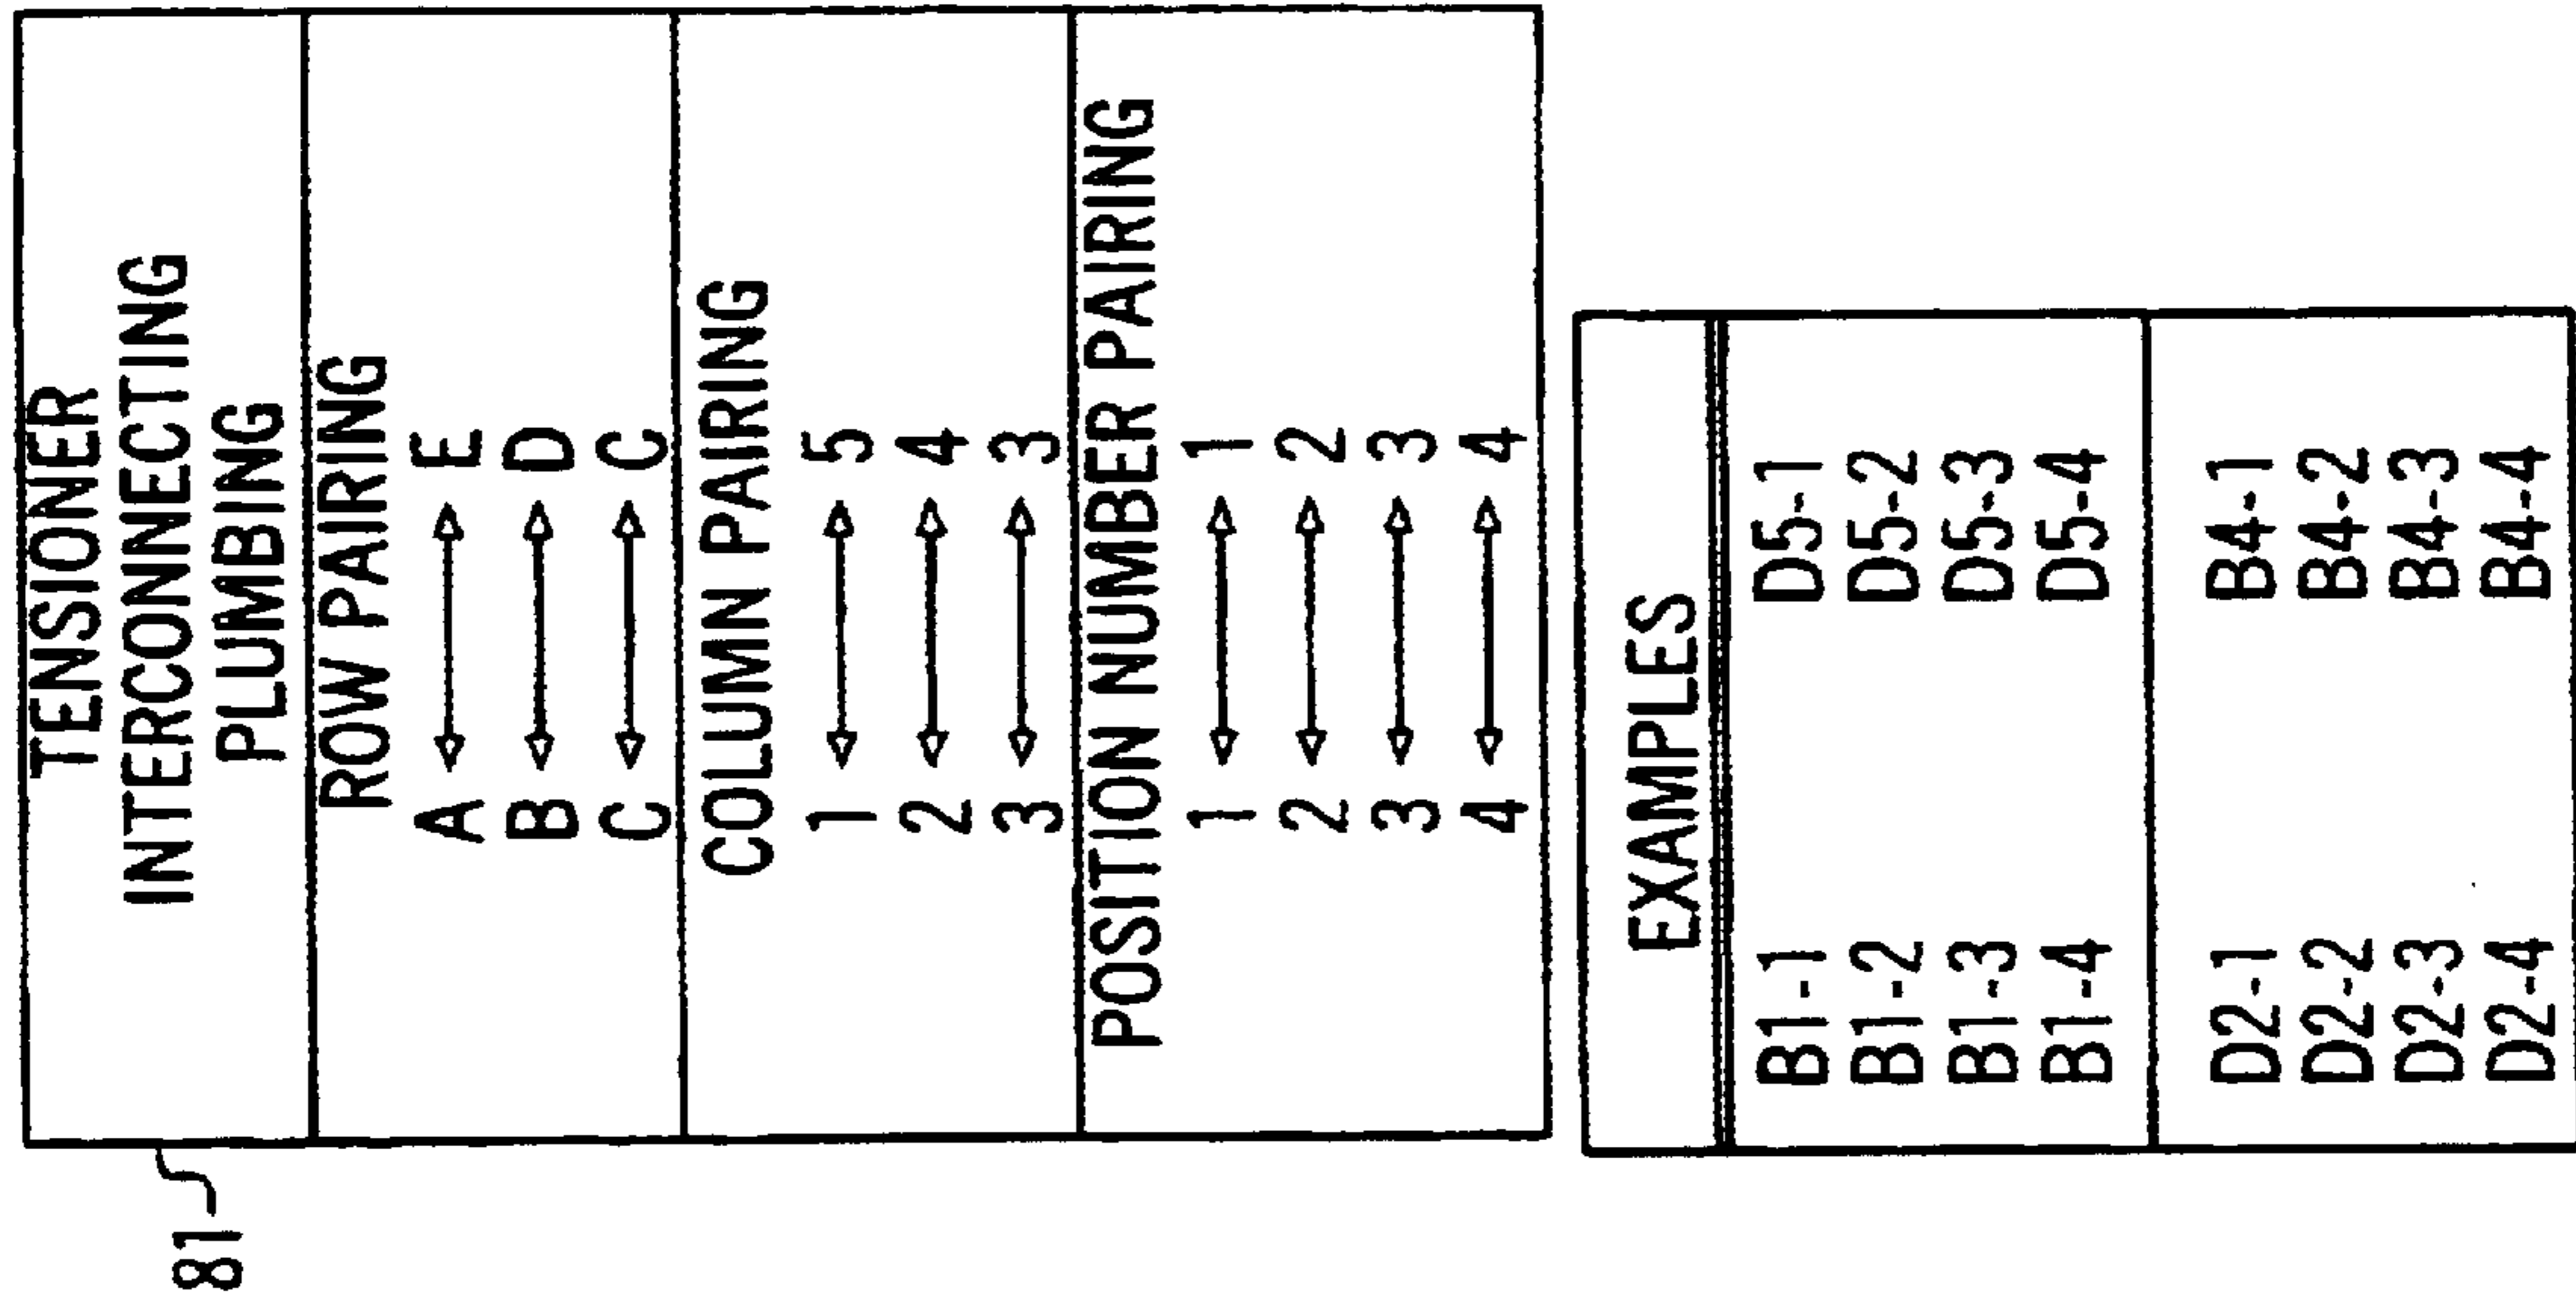 81
TENSIONER
INTERCONNECTING
PLUMBING
ROW PAIRING
A E
B D
C C
COLUMN PAIRING
1 5
2 4
3 3
POSITION NUMBER PAIRING
1 1
2 2
3 3
4 4
EXAMPLES
B1-1 D5-1
B1-2 D5-2
B1-3 D5-3
B1-4 D5-4
D2-1 B4-1
D2-2 B4-2
D2-3 B4-3
D2-4 B4-4